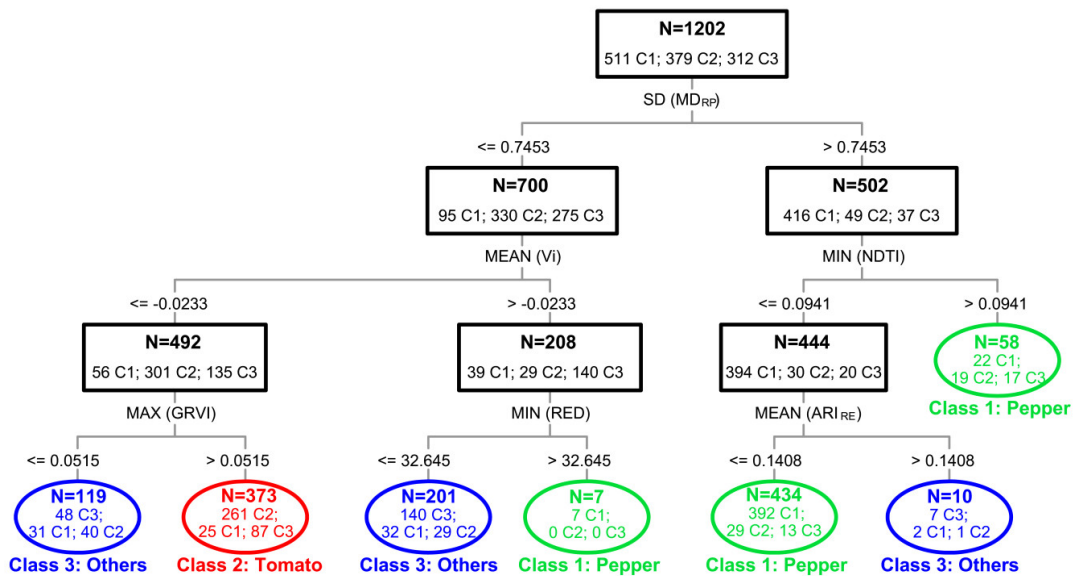 N=1202
511 C1; 379 C2; 312 C3
SD (MDRP)
<= 0.7453
> 0.7453
N=700
95 C1; 330 C2; 275 C3
N=502
416 C1; 49 C2; 37 C3
MEAN (Vi)
MIN (NDTI)
<= -0.0233
> -0.0233
<= 0.0941
> 0.0941
N=492
56 C1; 301 C2; 135 C3
N=208
39 C1; 29 C2; 140 C3
N=444
394 C1; 30 C2; 20 C3
N=58
22 C1;
19 C2; 17 C3
Class 1: Pepper
MAX (GRVI)
MIN (RED)
MEAN (ARIRE)
<= 0.0515
> 0.0515
<= 32.645
> 32.645
<= 0.1408
> 0.1408
N=119
48 C3;
31 C1; 40 C2
Class 3: Others
N=373
261 C2;
25 C1; 87 C3
Class 2: Tomato
N=201
140 C3;
32 C1; 29 C2
Class 3: Others
N=7
7 C1;
0 C2; 0 C3
Class 1: Pepper
N=434
392 C1;
29 C2; 13 C3
Class 1: Pepper
N=10
7 C3;
2 C1; 1 C2
Class 3: Others